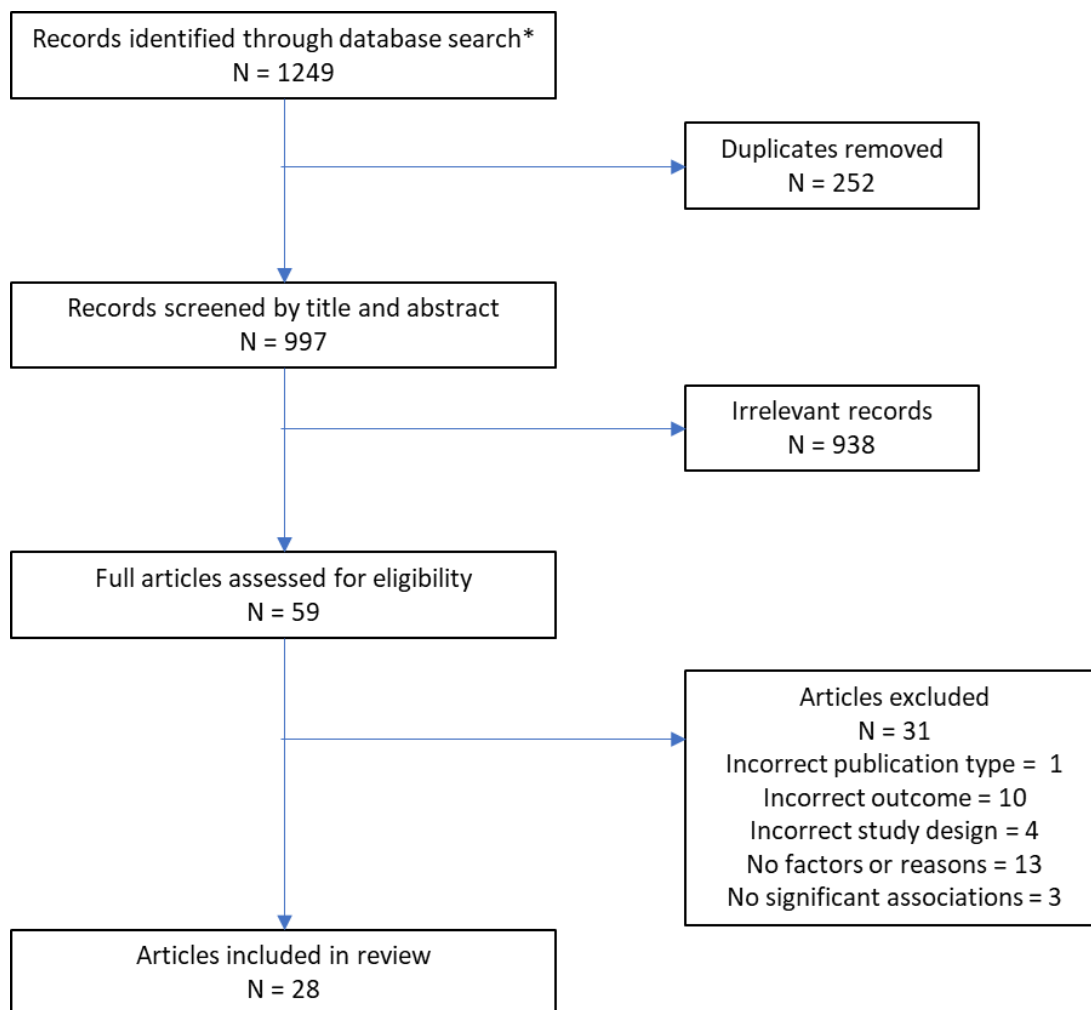 Records identified through database search*
N = 1249
Duplicates removed
N = 252
Records screened by title and abstract
N = 997
Irrelevant records
N = 938
Full articles assessed for eligibility
N = 59
Articles excluded
N = 31
Incorrect publication type =  1
Incorrect outcome = 10
Incorrect study design = 4
No factors or reasons = 13
No significant associations = 3
Articles included in review
N = 28